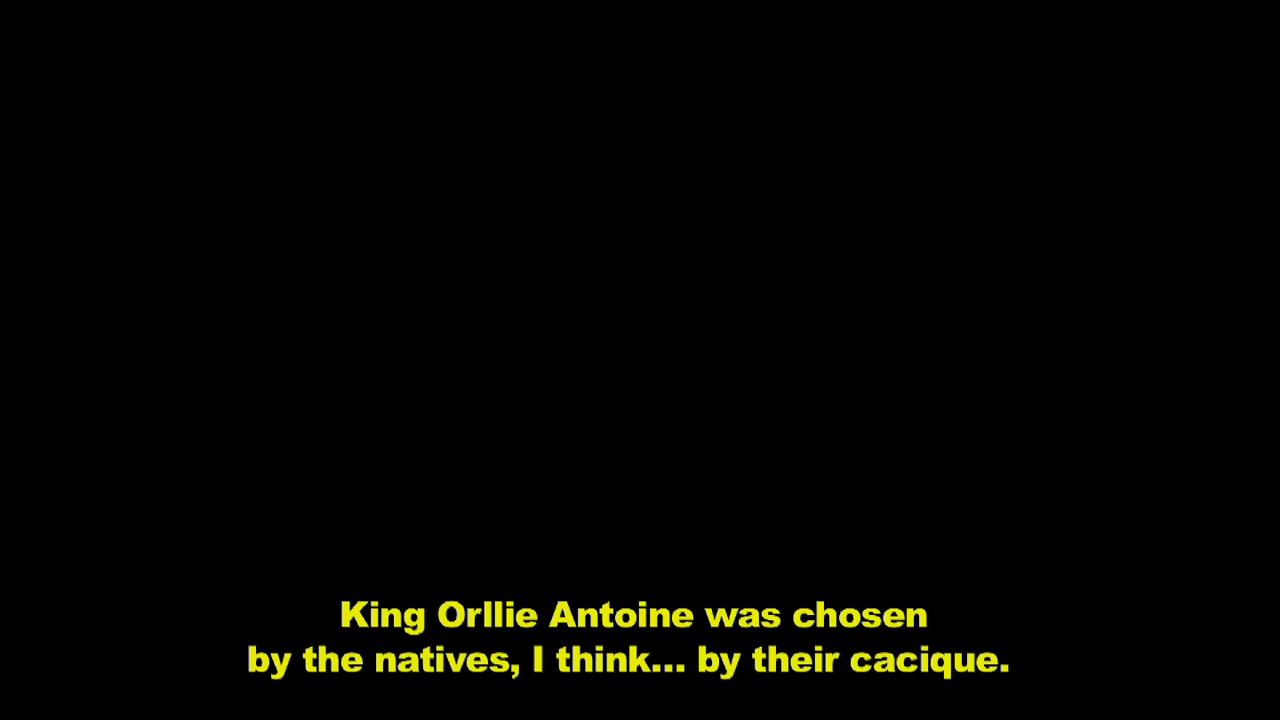 King Orllie Antoine was chosen
by the natives, I think... by their cacique.